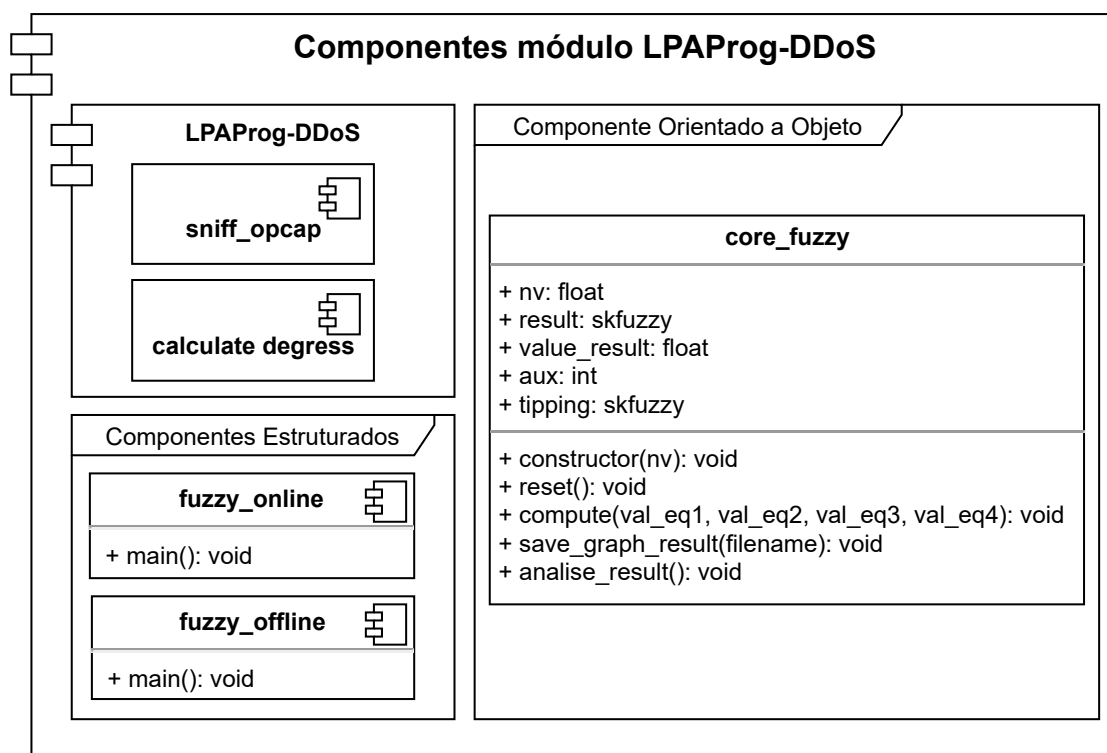 Componentes módulo LPAProg-DDoS
LPAProg-DDoS
sniff_opcap
calculate degress
Componentes Estruturados
fuzzy_online
+ main(): void
fuzzy_offline
+ main(): void
Componente Orientado a Objeto
core_fuzzy
+ nv: float
+ result: skfuzzy
+ value_result: float
+ aux: int
+ tipping: skfuzzy
+ constructor(nv): void
+ reset(): void
+ compute(val_eq1, val_eq2, val_eq3, val_eq4): void
+ save_graph_result(filename): void
+ analise_result(): void